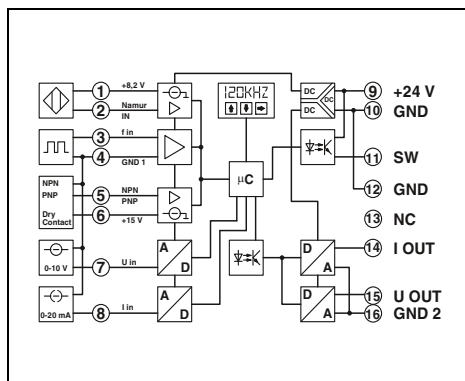 1 +8,2 V
2 Namur
IN
3 f in
4 GND 1
NPN
PNP
Dry
Contact
5 NPN
PNP
6 +15 V
0-10 V
7 U in
0-20 mA
8 I in
A
D
A
D
120KHZ
µC
DC
DC
DC
D
A
D
A
9 +24 V
10 GND
11 SW
12 GND
13 NC
14 I OUT
15 U OUT
16 GND 2